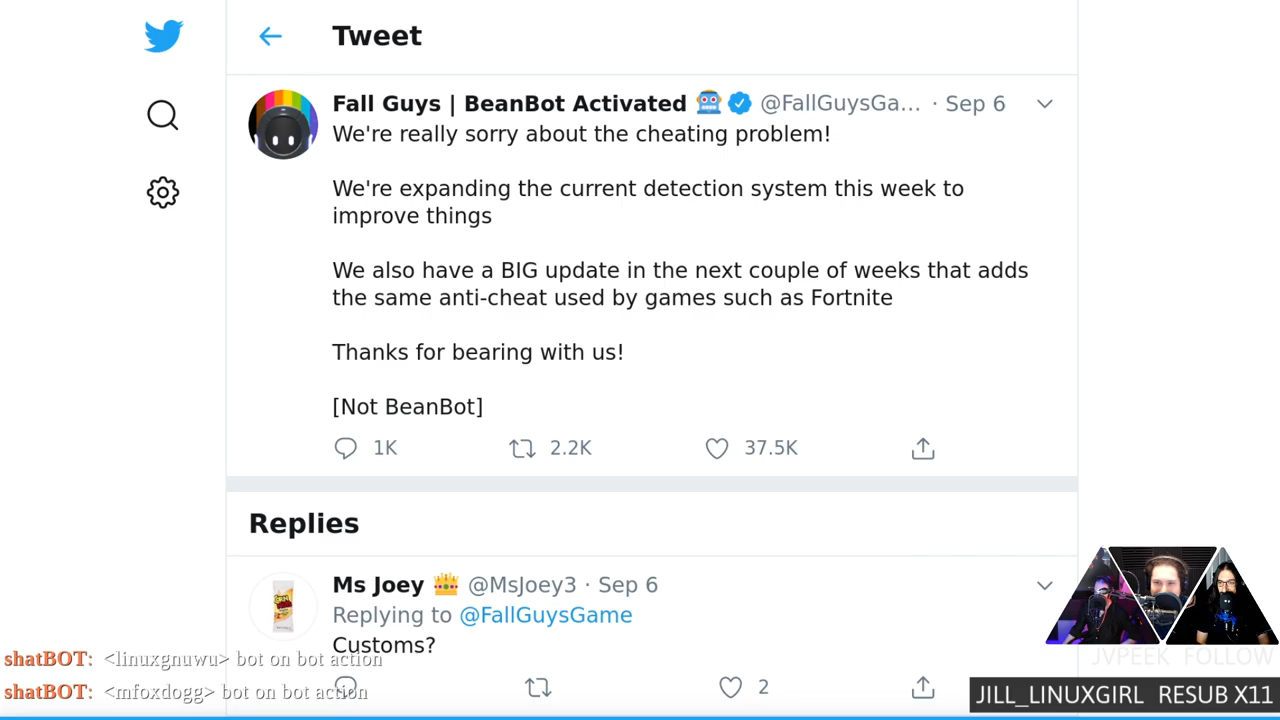 Tweet
Fall Guys | BeanBot Activated 🤖 @FallGuysGa... · Sep 6
We're really sorry about the cheating problem!
We're expanding the current detection system this week to
improve things
We also have a BIG update in the next couple of weeks that adds
the same anti-cheat used by games such as Fortnite
Thanks for bearing with us!
[Not BeanBot]
1K 2.2K 37.5K
Replies
Ms Joey 👑 @MsJoey3 · Sep 6
Replying to @FallGuysGame
Customs?
2
shatBOT: <linuxgnuwu> bot on bot action
shatBOT: <mfoxdogg> bot on bot action
JVPEEK FOLLOW
JILL_LINUXGIRL RESUB X11